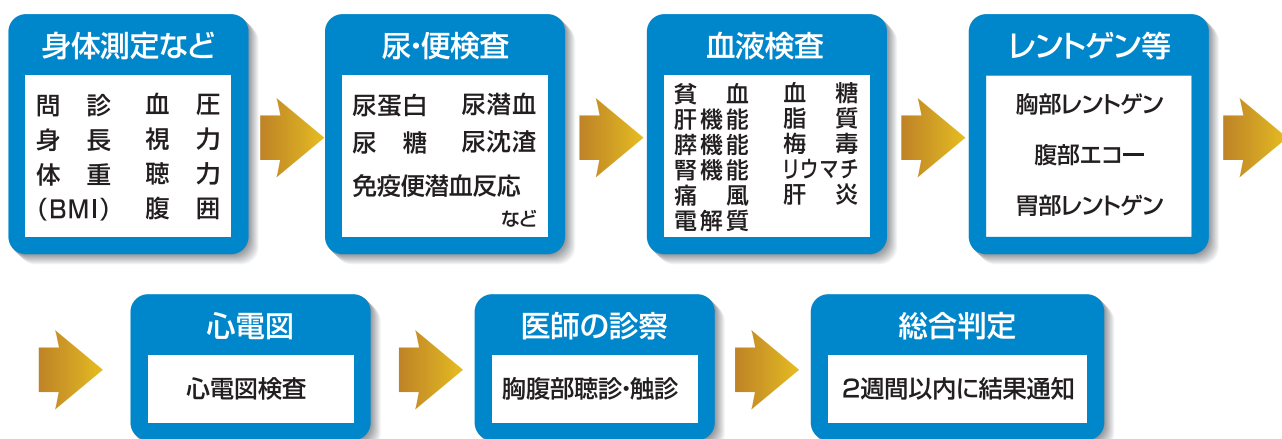 身体測定など
問診 血圧
身長 視力
体重 聴力
(BMI) 腹囲
尿・便検査
尿蛋白 尿潜血
尿糖 尿沈渣
免疫便潜血反応
など
血液検査
貧血 血糖
肝機能 脂質
膵機能 梅毒
腎機能 リウマチ
痛風 肝炎
電解質
レントゲン等
胸部レントゲン
腹部エコー
胃部レントゲン
心電図
心電図検査
医師の診察
胸腹部聴診・触診
総合判定
2週間以内に結果通知